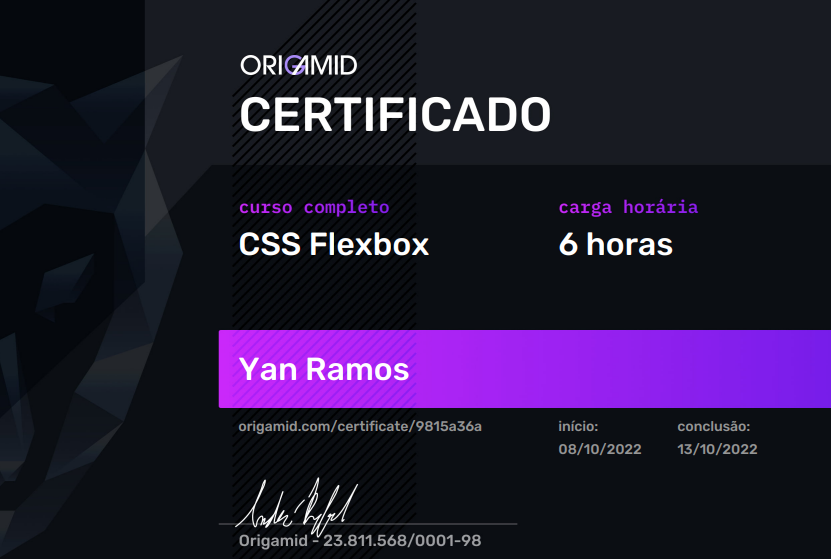 ORIGAMID
CERTIFICADO
curso completo
CSS Flexbox
carga horária
6 horas
Yan Ramos
origamid.com/certificate/9815a36a
início:
08/10/2022
conclusão:
13/10/2022
Origamid - 23.811.568/0001-98